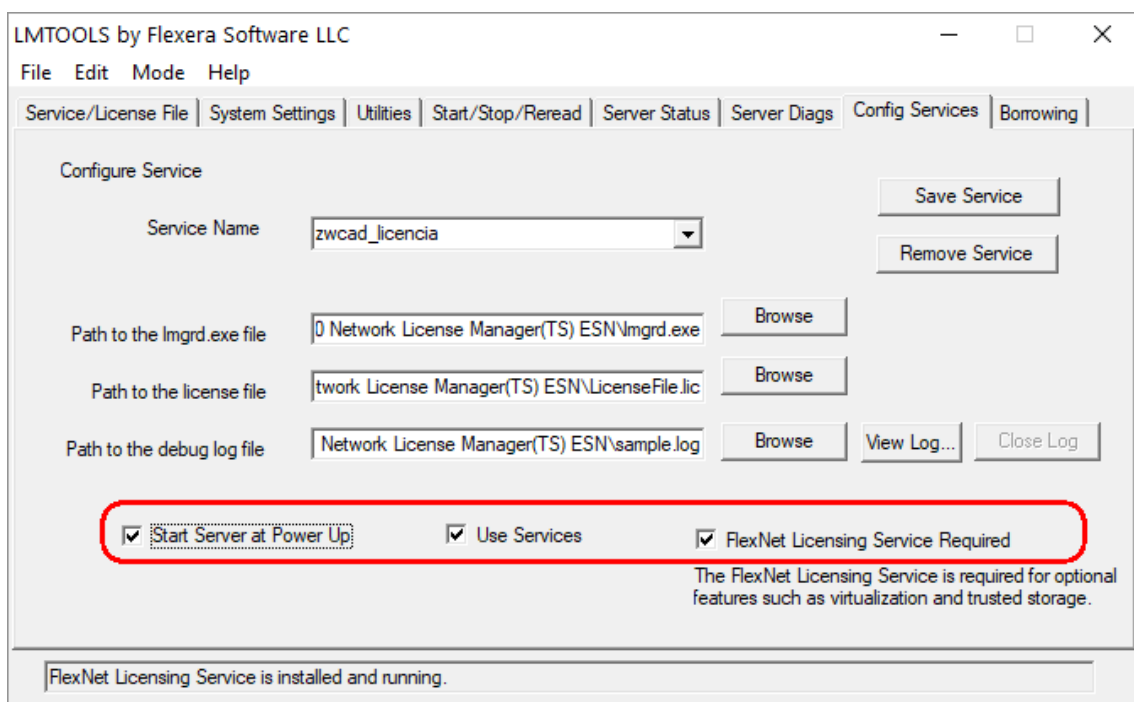 LMTOOLS by Flexera Software LLC
File Edit Mode Help
Service/License File System Settings Utilities Start/Stop/Reread Server Status Server Diags Config Services Borrowing
Configure Service
Save Service
Service Name zwcad_licencia
Remove Service
Path to the lmgrd.exe file 0 Network License Manager(TS) ESN\lmgrd.exe Browse
Path to the license file twork License Manager(TS) ESN\LicenseFile.lic Browse
Path to the debug log file Network License Manager(TS) ESN\sample.log Browse View Log... Close Log
Start Server at Power Up Use Services FlexNet Licensing Service Required
The FlexNet Licensing Service is required for optional
features such as virtualization and trusted storage.
FlexNet Licensing Service is installed and running.